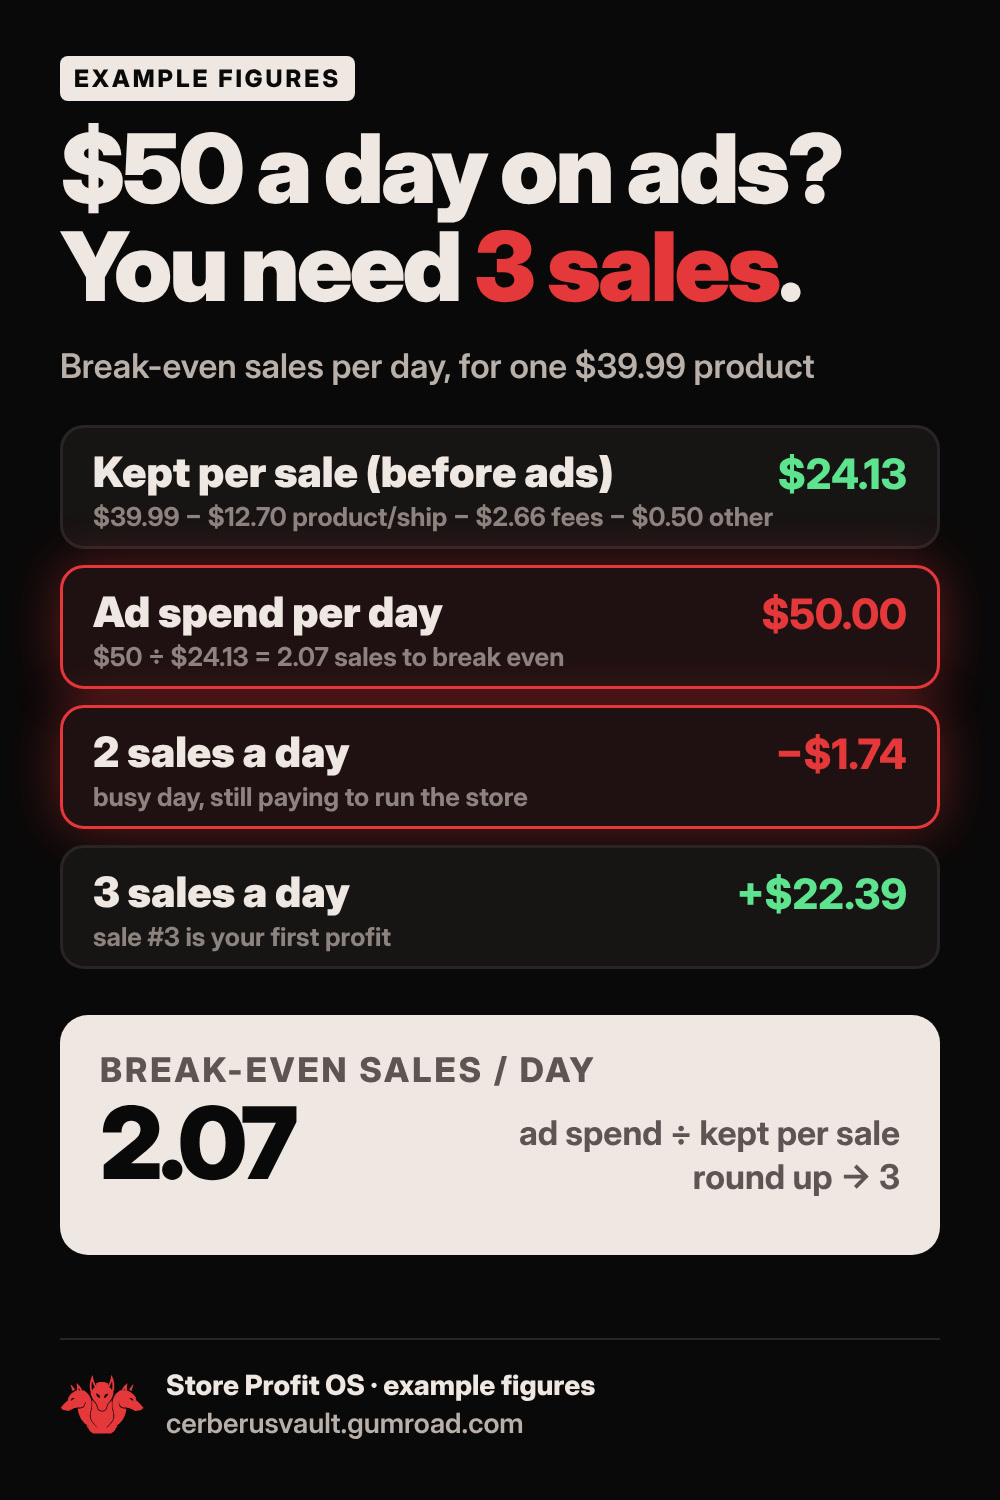 EXAMPLE FIGURES
$50 a day on ads?
You need 3 sales.
Break-even sales per day, for one $39.99 product
Kept per sale (before ads) $24.13
$39.99 − $12.70 product/ship − $2.66 fees − $0.50 other
Ad spend per day $50.00
$50 ÷ $24.13 = 2.07 sales to break even
2 sales a day −$1.74
busy day, still paying to run the store
3 sales a day +$22.39
sale #3 is your first profit
BREAK-EVEN SALES / DAY
2.07
ad spend ÷ kept per sale
round up → 3
Store Profit OS · example figures
cerberusvault.gumroad.com